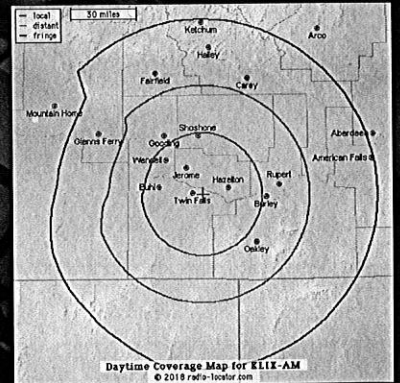 local
distant
fringe
30 miles
Ketchum
Arco
Hailey
Fairfield
Carey
Mountain Home
Glenns Ferry
Gooding
Shoshone
Aberdeen
Wendell
American Falls
Jerome
Buhl
Hazelton
Rupert
Twin Falls
Burley
Oakley
Daytime Coverage Map for KLIX-AM
© 2018 radio-locator.com